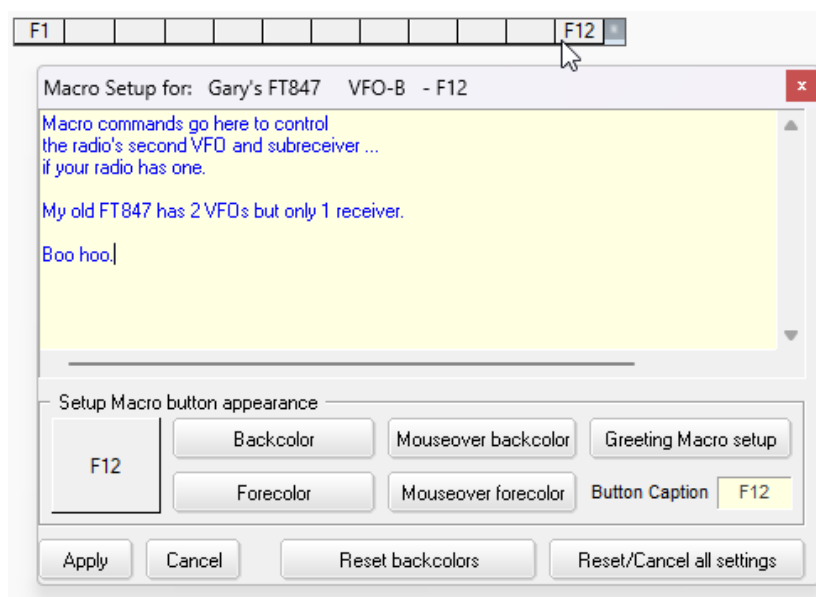 F1 F12
Macro Setup for: Gary's FT847 VFO-B - F12 x
Macro commands go here to control
the radio's second VFO and subreceiver ...
if your radio has one.
My old FT847 has 2 VFOs but only 1 receiver.
Boo hoo.
Setup Macro button appearance
F12
Backcolor Mouseover backcolor Greeting Macro setup
Forecolor Mouseover forecolor Button Caption F12
Apply Cancel Reset backcolors Reset/Cancel all settings